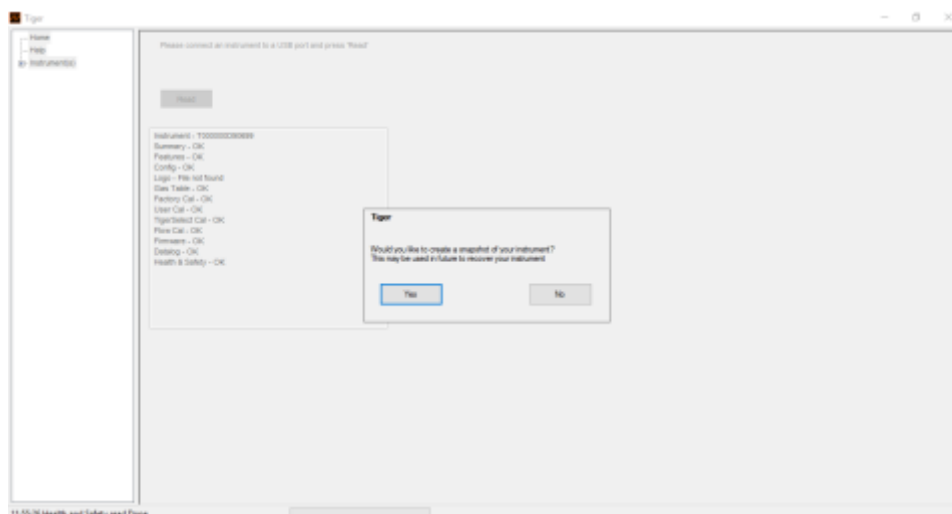 Tiger
Home
Help
Instrument(s)
Please connect an instrument to a USB port and press 'Read'
Read
Instrument -
Summary - OK
Features - OK
Config - OK
Logo - File not found
Gas Table - OK
Factory Cal - OK
User Cal - OK
TigerSelect Cal - OK
Flow Cal - OK
Firmware - OK
Datalog - OK
Health & Safety - OK
Tiger
Would you like to create a snapshot of your instrument?
This may be used in future to recover your instrument
Yes
No
Health and Safety read Done